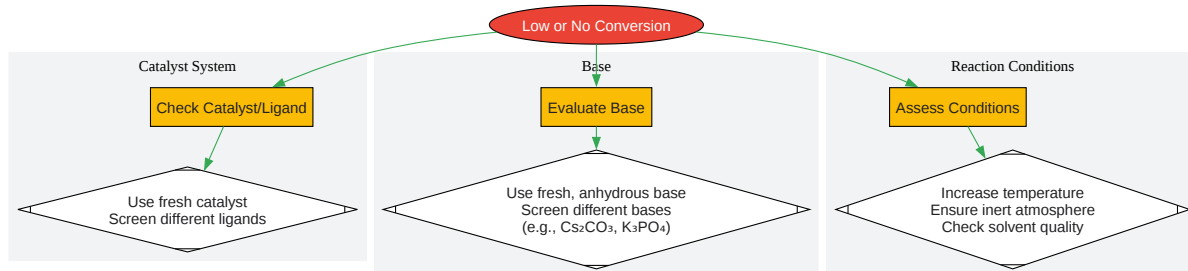 Low or No Conversion
Catalyst System
Base
Reaction Conditions
Check Catalyst/Ligand
Evaluate Base
Assess Conditions
Use fresh catalyst
Screen different ligands
Use fresh, anhydrous base
Screen different bases
(e.g., Cs₂CO₃, K₃PO₄)
Increase temperature
Ensure inert atmosphere
Check solvent quality